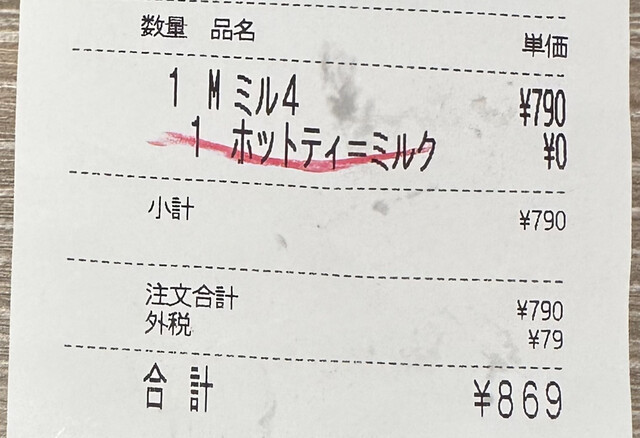 数量 品名 単価
1 M ミル4 ¥790
1 ホットティ=ミルク ¥0
小計 ¥790
注文合計 ¥790
外税 ¥79
合 計 ¥869